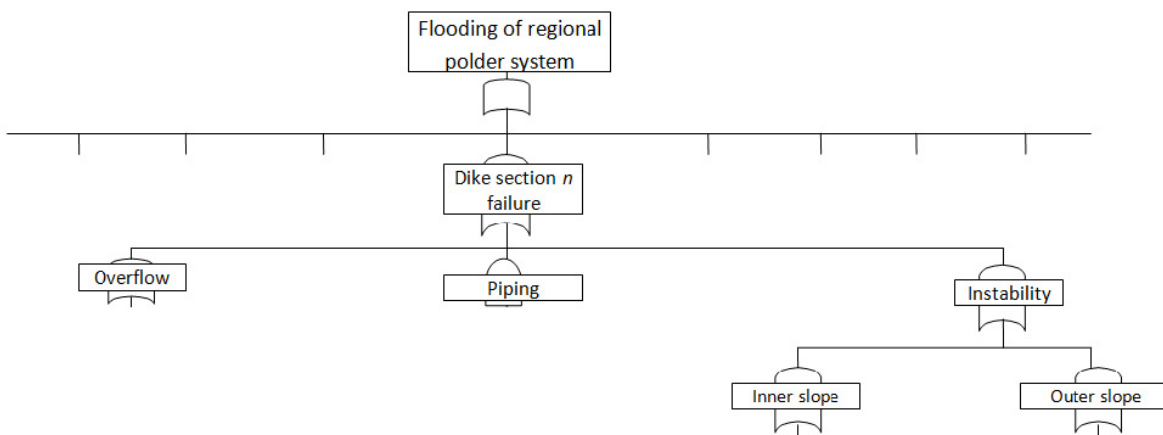 Flooding of regional
polder system
Dike section n
failure
Overflow
Piping
Instability
Inner slope
Outer slope